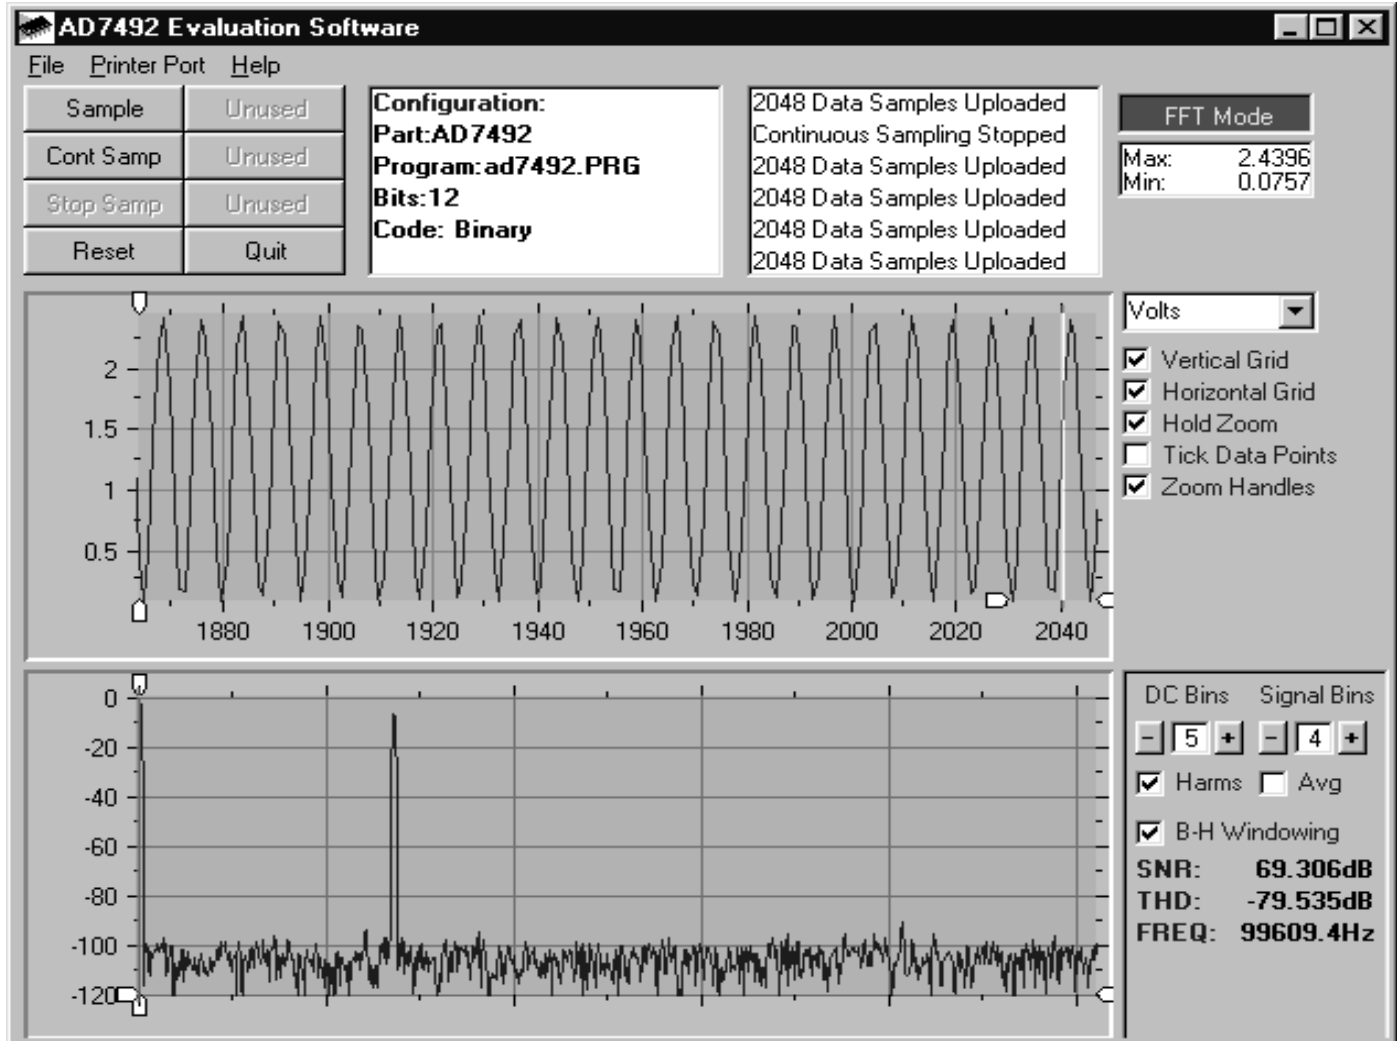 AD7492 Evaluation Software
File Printer Port Help
Sample Unused
Cont Samp Unused
Stop Samp Unused
Reset Quit
Configuration:
Part:AD7492
Program:ad7492.PRG
Bits:12
Code: Binary
2048 Data Samples Uploaded
Continuous Sampling Stopped
2048 Data Samples Uploaded
2048 Data Samples Uploaded
2048 Data Samples Uploaded
2048 Data Samples Uploaded
FFT Mode
Max: 2.4396
Min: 0.0757
2
1.5
1
0.5
1880 1900 1920 1940 1960 1980 2000 2020 2040
Volts
Vertical Grid
Horizontal Grid
Hold Zoom
Tick Data Points
Zoom Handles
0
-20
-40
-60
-80
-100
-120
DC Bins Signal Bins
- 5 + - 4 +
Harms Avg
B-H Windowing
SNR: 69.306dB
THD: -79.535dB
FREQ: 99609.4Hz